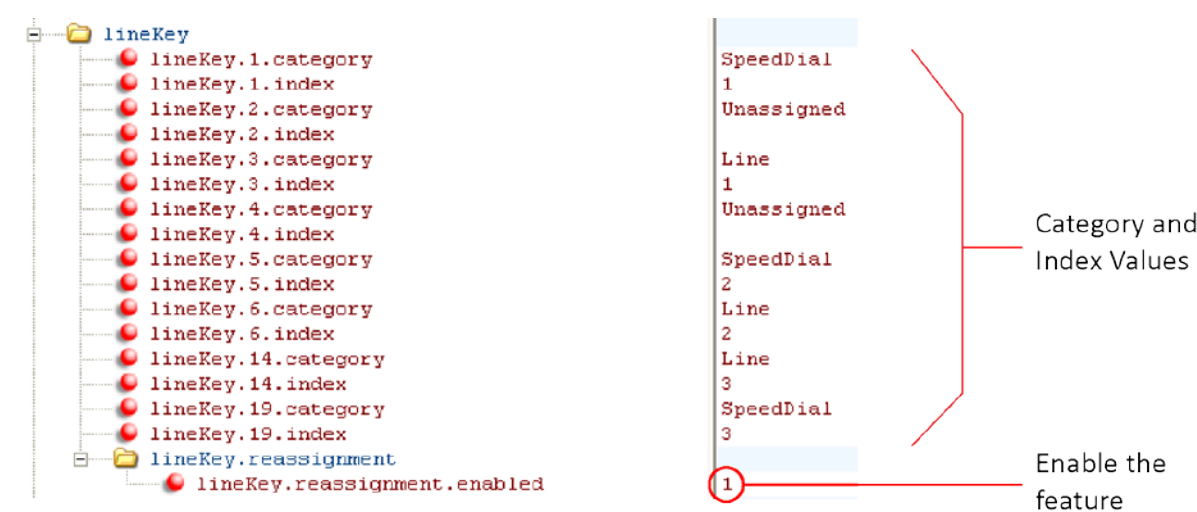 lineKey
lineKey.1.category SpeedDial
lineKey.1.index 1
lineKey.2.category Unassigned
lineKey.2.index
lineKey.3.category Line
lineKey.3.index 1
lineKey.4.category Unassigned
lineKey.4.index
lineKey.5.category SpeedDial
lineKey.5.index 2
lineKey.6.category Line
lineKey.6.index 2
lineKey.14.category Line
lineKey.14.index 3
lineKey.19.category SpeedDial
lineKey.19.index 3
lineKey.reassignment
lineKey.reassignment.enabled 1
Category and
Index Values
Enable the
feature